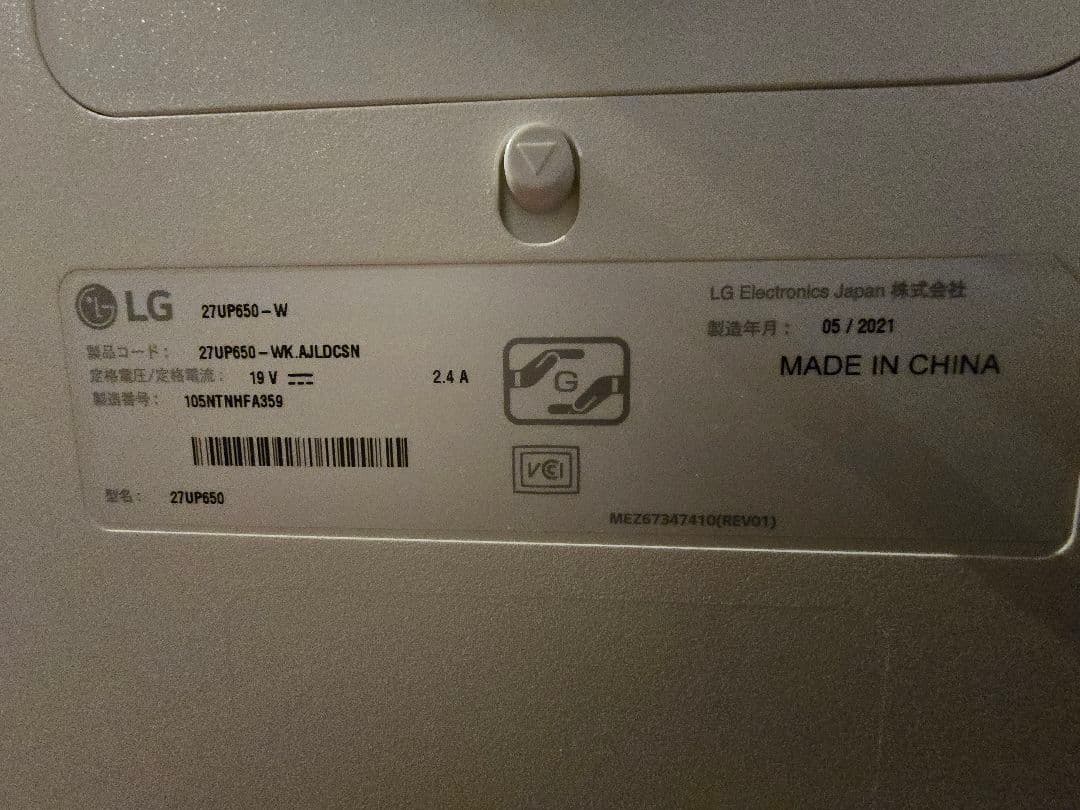 LG 27UP650-W
製品コード： 27UP650-WK.AJLDCSN
定格電圧/定格電流： 19 V 2.4 A
製造番号： 105NTNHFA359
型名： 27UP650
G
VCCI
LG Electronics Japan 株式会社
製造年月： 05 / 2021
MADE IN CHINA
MEZ67347410(REV01)